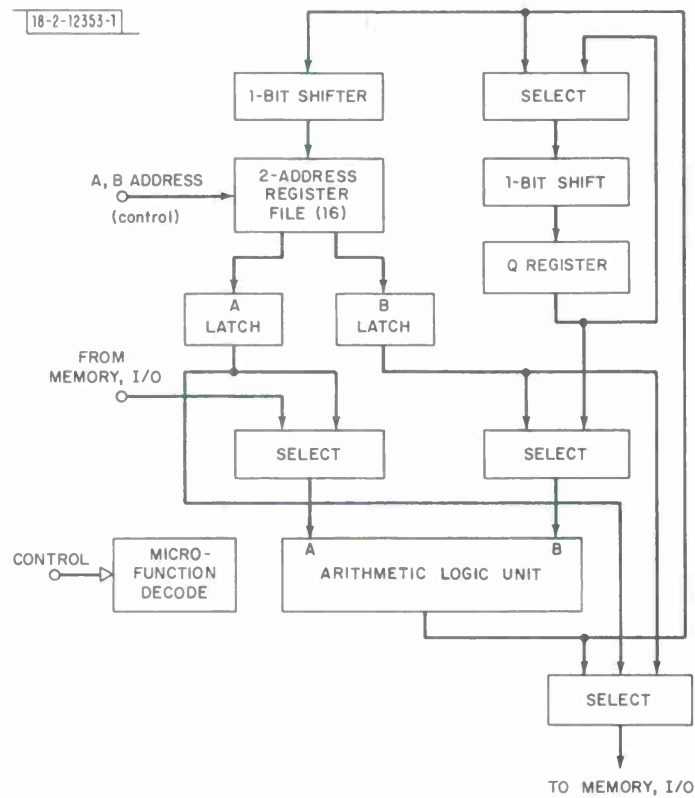 18-2-12353-1
1-BIT SHIFTER
SELECT
A, B ADDRESS
(control)
2-ADDRESS
REGISTER
FILE (16)
1-BIT SHIFT
Q REGISTER
A
LATCH
B
LATCH
FROM
MEMORY, I/O
SELECT
SELECT
CONTROL
MICRO-
FUNCTION
DECODE
A
B
ARITHMETIC LOGIC UNIT
SELECT
TO MEMORY, I/O